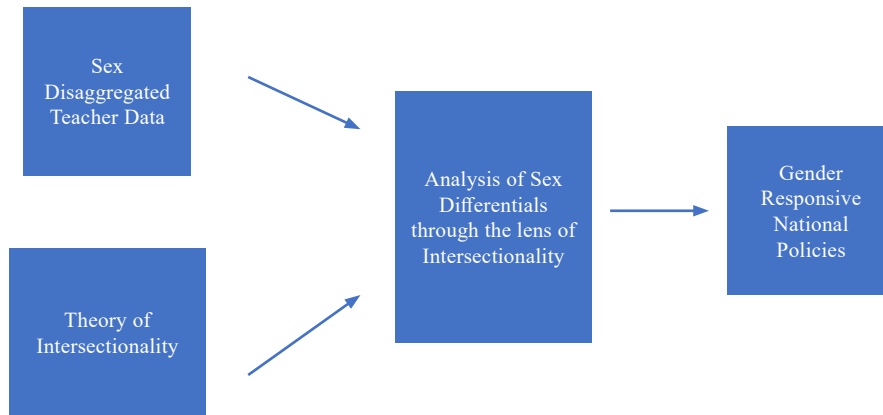 Sex
Disaggregated
Teacher Data
Theory of
Intersectionality
Analysis of Sex
Differentials
through the lens of
Intersectionality
Gender
Responsive
National
Policies